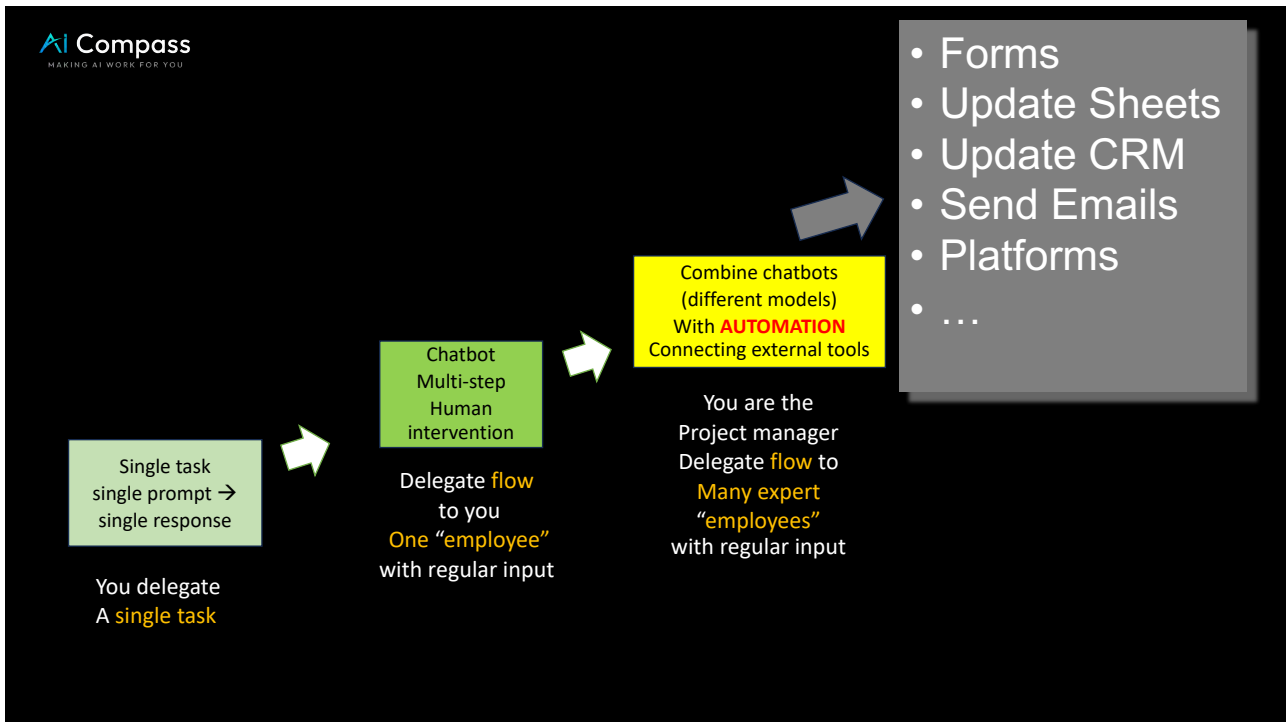 Ai Compass
MAKING AI WORK FOR YOU
Single task
single prompt →
single response
You delegate
A single task
Chatbot
Multi-step
Human
intervention
Delegate flow
to you
One “employee”
with regular input
Combine chatbots
(different models)
With AUTOMATION
Connecting external tools
You are the
Project manager
Delegate flow to
Many expert
“employees”
with regular input
• Forms
• Update Sheets
• Update CRM
• Send Emails
• Platforms
• …